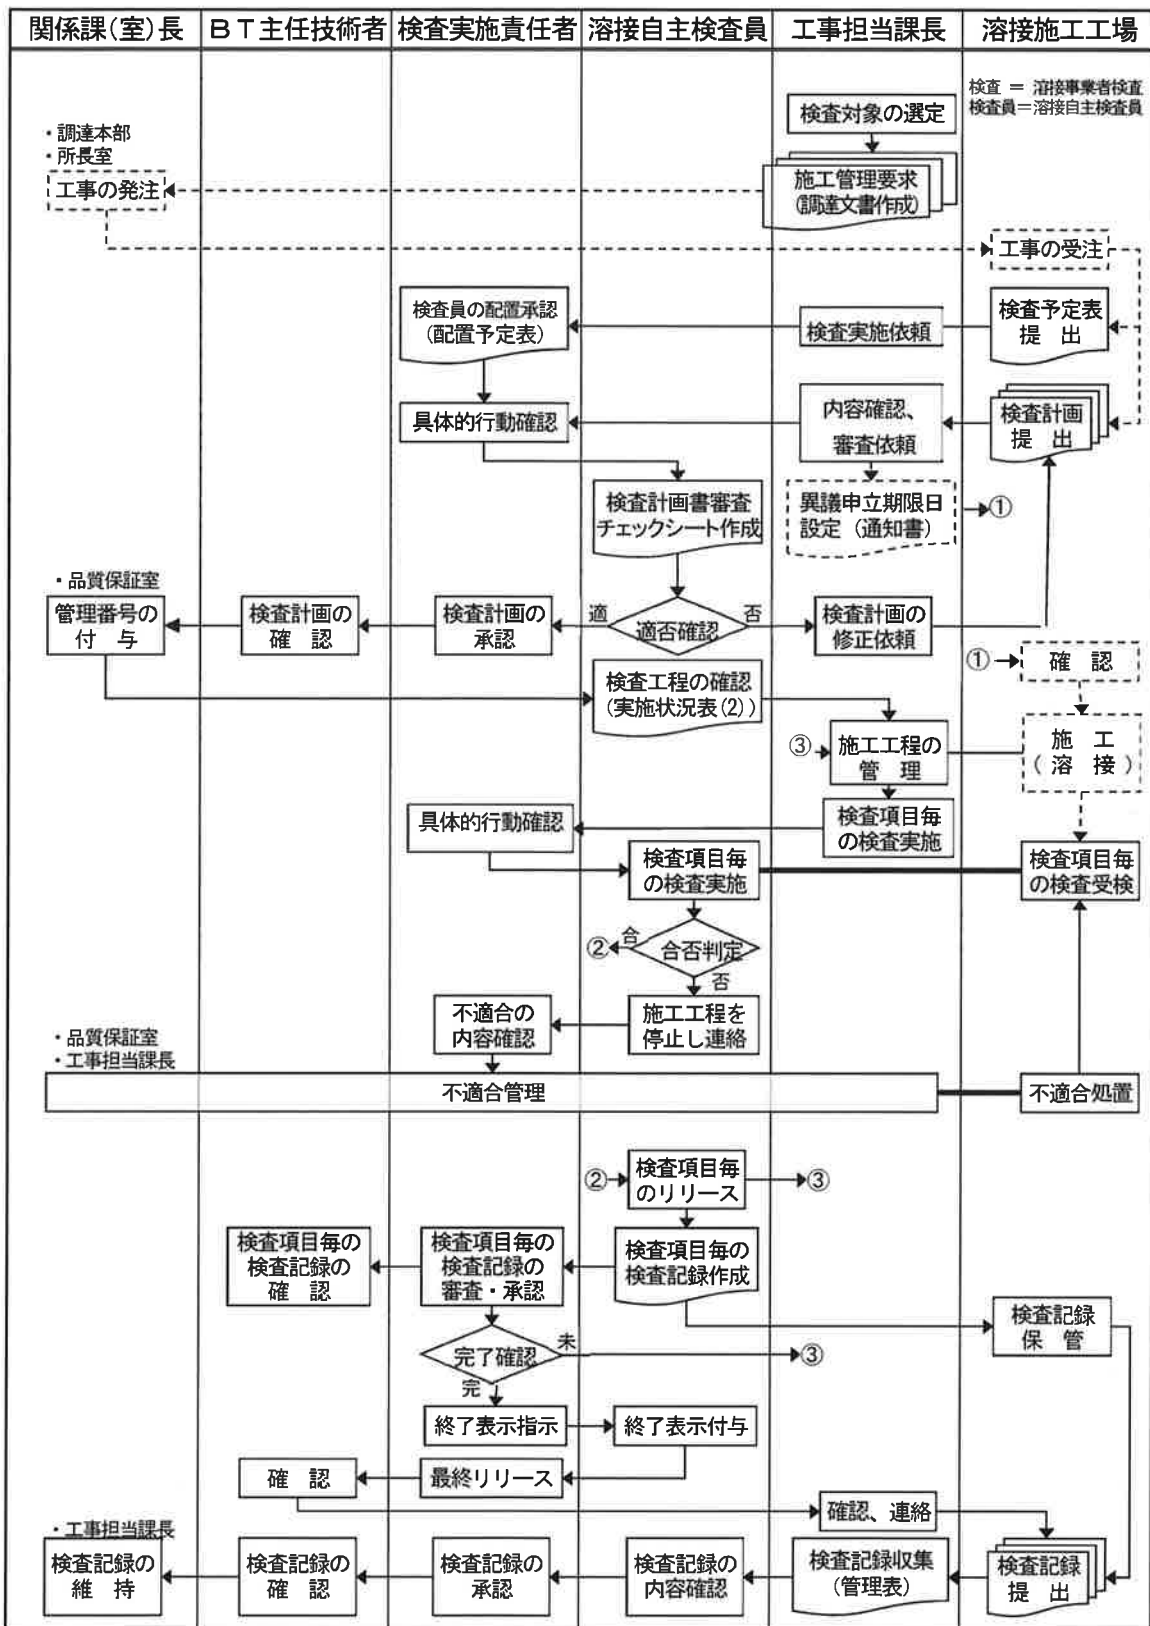 関係課(室)長
BT主任技術者
検査実施責任者
溶接自主検査員
工事担当課長
溶接施工工場
検査 = 溶接事業者検査
検査員=溶接自主検査員
検査対象の選定
・調達本部
・所長室
工事の発注
施工管理要求
(調達文書作成)
工事の受注
検査員の配置承認
(配置予定表)
検査実施依頼
検査予定表
提 出
具体的行動確認
内容確認、
審査依頼
検査計画
提 出
検査計画書審査
チェックシート作成
異議申立期限日
設定(通知書)
①
・品質保証室
管理番号の
付 与
検査計画の
確 認
検査計画の
承認
適
適否確認
否
検査計画の
修正依頼
①
確 認
検査工程の確認
(実施状況表(2))
③
施工工程の
管 理
施 工
( 溶 接 )
具体的行動確認
検査項目毎
の検査実施
検査項目毎
の検査実施
検査項目毎
の検査受検
②
合
合否判定
否
不適合の
内容確認
施工工程を
停止し連絡
・品質保証室
・工事担当課長
不適合管理
不適合処置
②
検査項目毎
のリリース
③
検査項目毎の
検査記録の
確 認
検査項目毎の
検査記録の
審査・承認
検査項目毎の
検査記録作成
検査記録
保 管
完了確認
未
③
完
終了表示指示
終了表示付与
確 認
最終リリース
確認、連絡
・工事担当課長
検査記録の
維 持
検査記録の
確 認
検査記録の
承認
検査記録の
内容確認
検査記録収集
(管理表)
検査記録
提 出